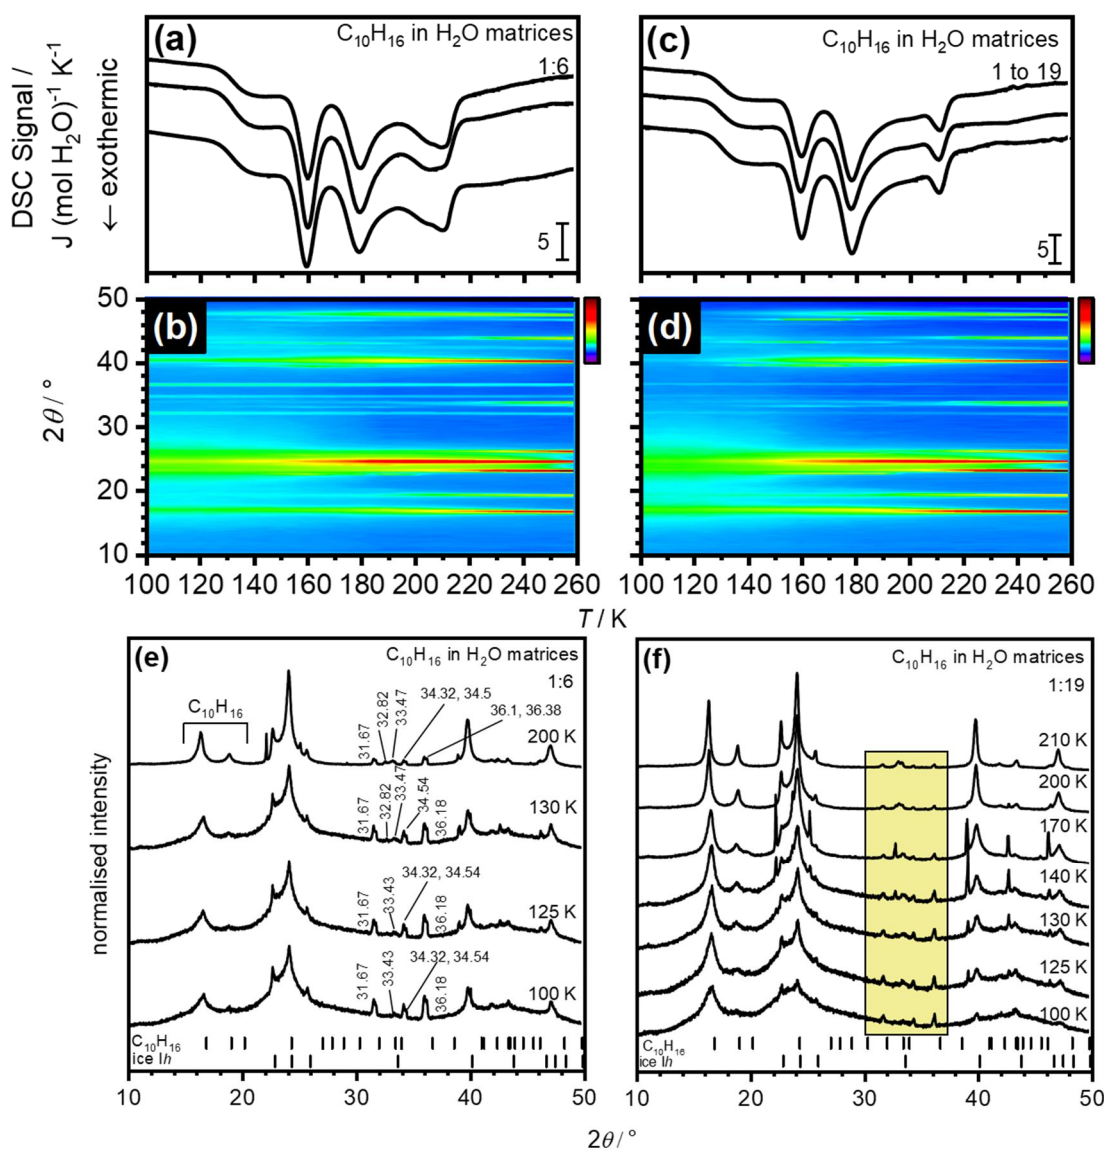 (a)
C10H16 in H2O matrices
1:6
5
(c)
C10H16 in H2O matrices
1 to 19
5
DSC Signal /
J (mol H2O)-1 K-1
← exothermic
(b)
(d)
50
40
30
20
10
2θ / °
100 120 140 160 180 200 220 240 260
100 120 140 160 180 200 220 240 260
T / K
(e)
C10H16 in H2O matrices
1:6
C10H16
31.67
32.82
33.47
34.32, 34.5
36.1, 36.38
200 K
31.67
32.82
33.47
34.54
36.18
130 K
31.67
33.43
34.32, 34.54
36.18
125 K
31.67
33.43
34.32, 34.54
36.18
100 K
C10H16
ice Ih
10 20 30 40 50
normalised intensity
(f)
C10H16 in H2O matrices
1:19
210 K
200 K
170 K
140 K
130 K
125 K
100 K
C10H16
ice Ih
10 20 30 40 50
2θ / °